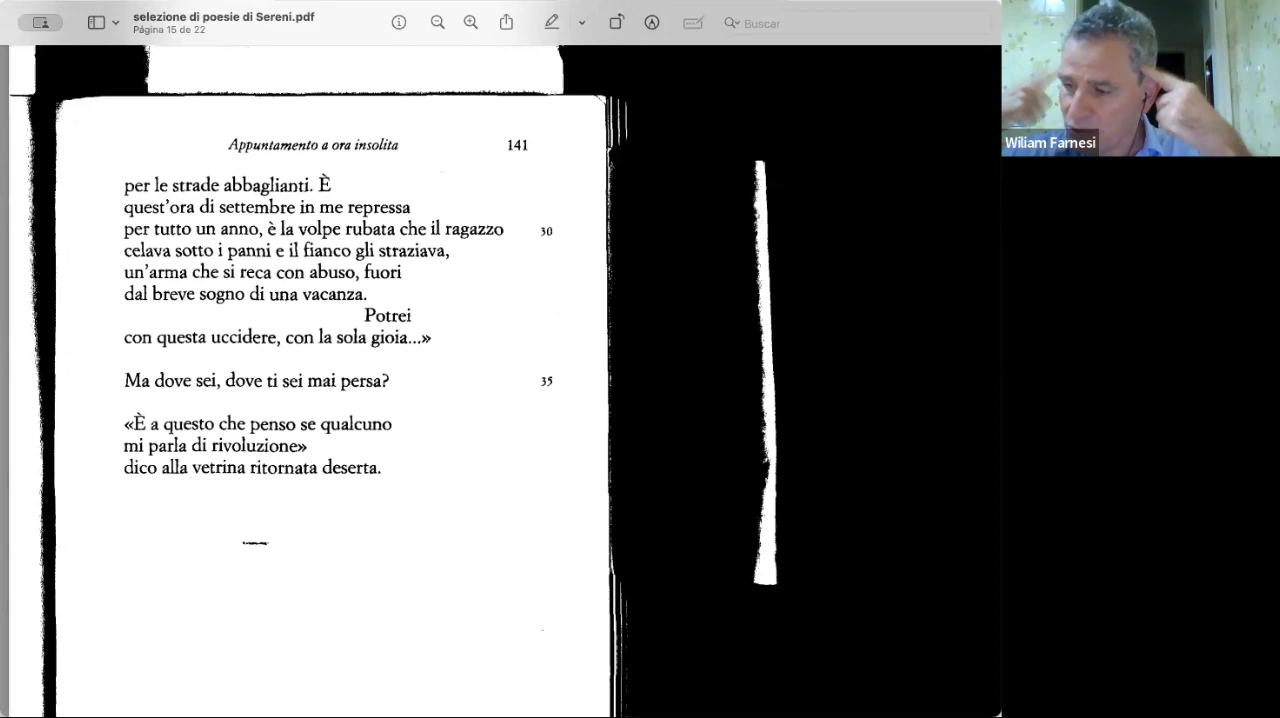 selezione di poesie di Sereni.pdf
Página 15 de 22
Buscar
Wiliam Farnesi
Appuntamento a ora insolita 141
per le strade abbaglianti. È
quest'ora di settembre in me repressa
per tutto un anno, è la volpe rubata che il ragazzo 30
celava sotto i panni e il fianco gli straziava,
un'arma che si reca con abuso, fuori
dal breve sogno di una vacanza.
Potrei
con questa uccidere, con la sola gioia...»
Ma dove sei, dove ti sei mai persa? 35
«È a questo che penso se qualcuno
mi parla di rivoluzione»
dico alla vetrina ritornata deserta.